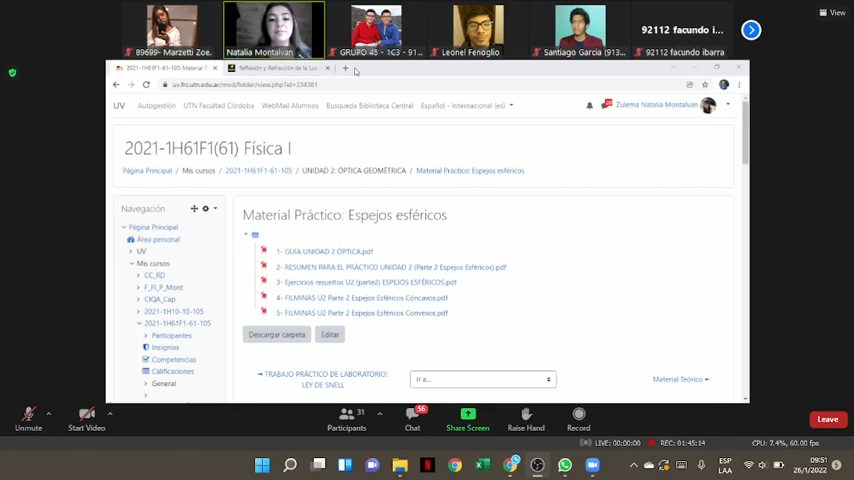 View
89699- Marzetti Zoe.
Natalia Montalvan
GRUPO 45 - 1C3 - 91...
Leonel Fenoglio
Santiago Garcia (913...
92112 facundo i...
92112 facundo ibarra
2021-1H61F1(61) Física I: Material P
Reflexión y Refracción de la Luz
uv.frc.utn.edu.ar/mod/folder/view.php?id=234381
UV Autogestión UTN Facultad Córdoba WebMail Alumnos Busqueda Biblioteca Central Español - Internacional (es)
Zulema Natalia Montalvan
2021-1H61F1(61) Física I
Página Principal / Mis cursos / 2021-1H61F1-61-105 / UNIDAD 2: ÓPTICA GEOMÉTRICA / Material Práctico: Espejos esféricos
Navegación
Página Principal
Área personal
UV
Mis cursos
CC_RD
F_FI_P_Mont
CIQA_Cap
2021-1H10-10-105
2021-1H61F1-61-105
Participantes
Insignias
Competencias
Calificaciones
General
Material Práctico: Espejos esféricos
1- GUÍA UNIDAD 2 ÓPTICA.pdf
2- RESUMEN PARA EL PRÁCTICO UNIDAD 2 (Parte 2 Espejos Esféricos).pdf
3- Ejercicios resueltos U2 (parte2) ESPEJOS ESFÉRICOS.pdf
4- FILMINAS U2 Parte 2 Espejos Esféricos Cóncavos.pdf
5- FILMINAS U2 Parte 2 Espejos Esféricos Convexos.pdf
Descargar carpeta Editar
TRABAJO PRÁCTICO DE LABORATORIO:
LEY DE SNELL
Ir a...
Material Teórico
31
56
Unmute
Start Video
Participants
Chat
Share Screen
Raise Hand
Record
Leave
LIVE: 00:00:00 REC: 01:45:14 CPU: 7.4%, 60.00 fps
ESP
LAA
09:51
26/1/2022